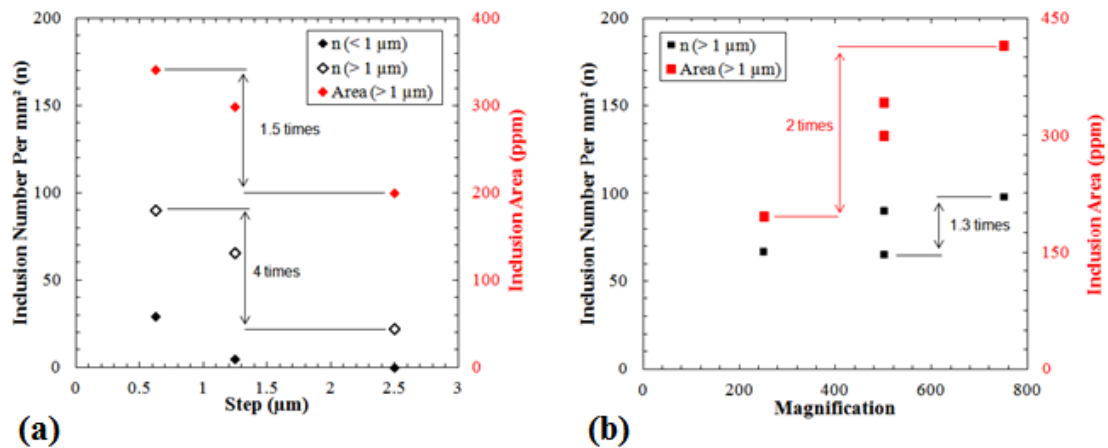 200
150
100
50
0
Inclusion Number Per mm² (n)
400
300
200
100
0
Inclusion Area (ppm)
n (< 1 µm)
n (> 1 µm)
Area (> 1 µm)
1.5 times
4 times
0 0.5 1 1.5 2 2.5 3
Step (µm)
(a)
200
150
100
50
0
Inclusion Number Per mm² (n)
450
300
150
0
Inclusion Area (ppm)
n (> 1 µm)
Area (> 1 µm)
2 times
1.3 times
0 200 400 600 800
Magnification
(b)